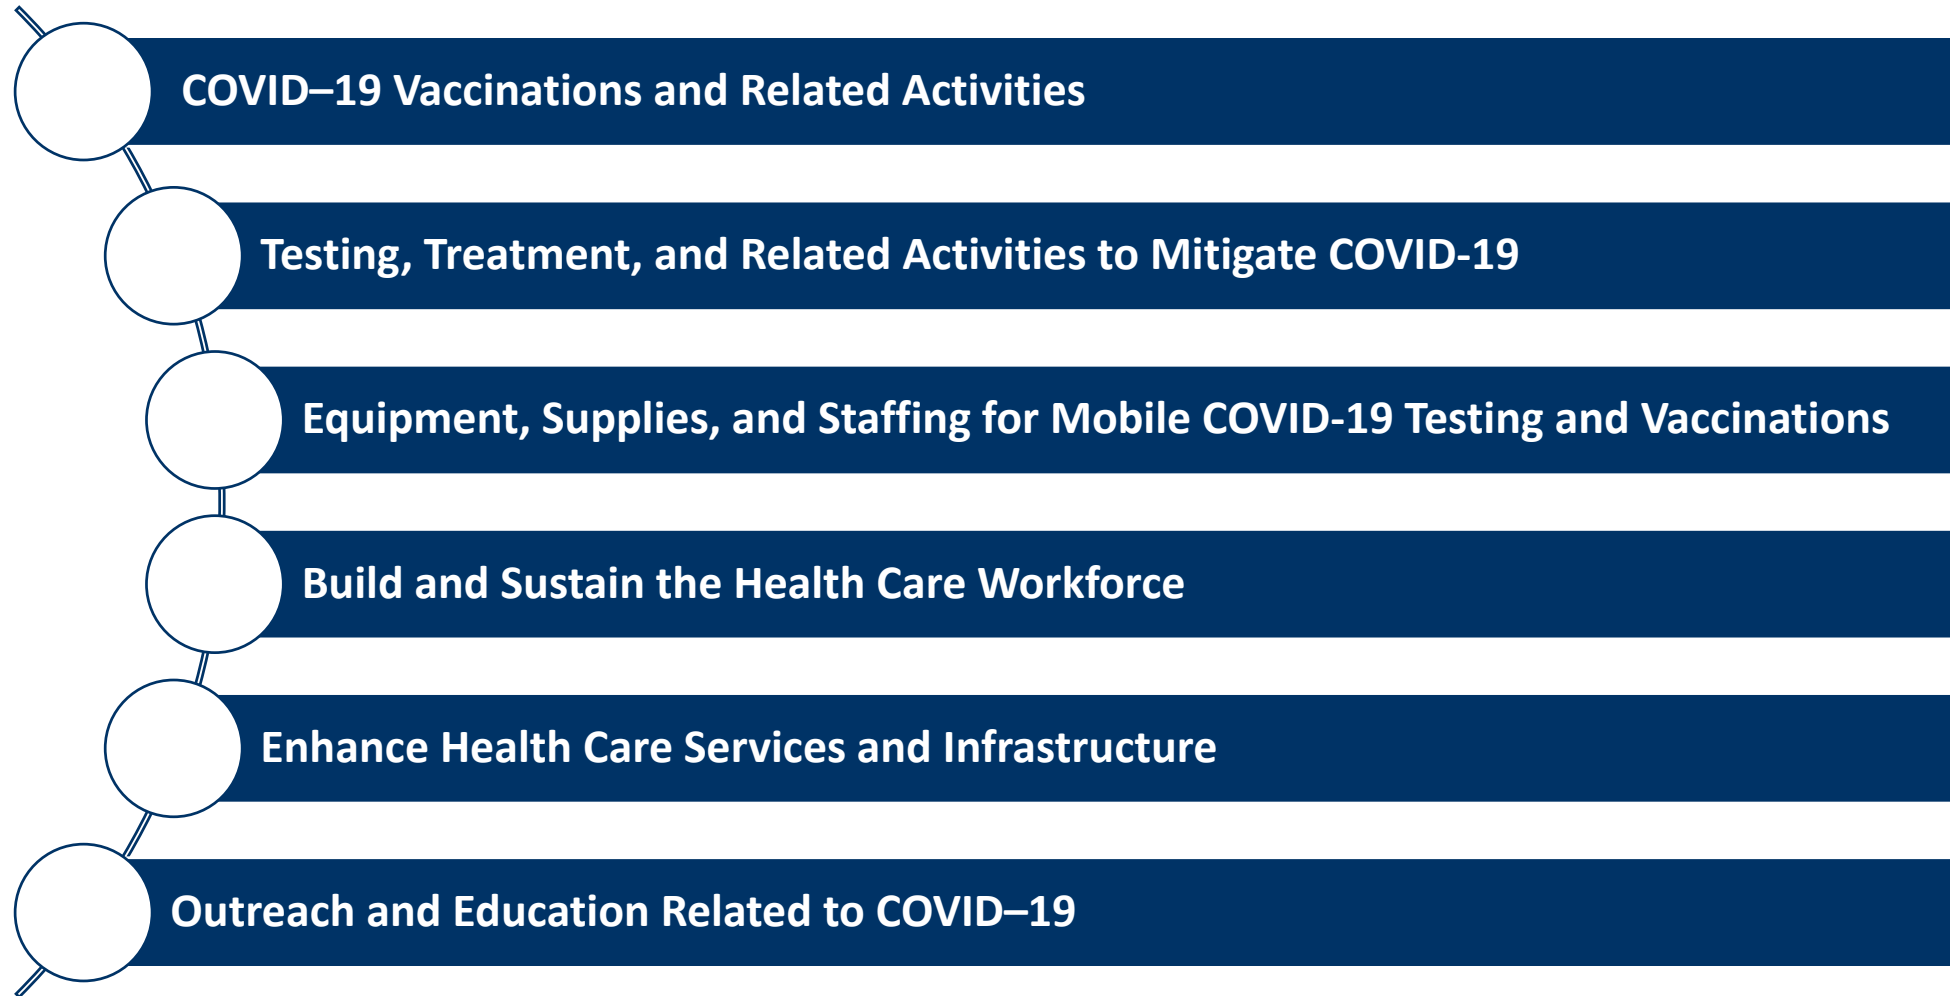 COVID–19 Vaccinations and Related Activities
Testing, Treatment, and Related Activities to Mitigate COVID-19
Equipment, Supplies, and Staffing for Mobile COVID-19 Testing and Vaccinations
Build and Sustain the Health Care Workforce
Enhance Health Care Services and Infrastructure
Outreach and Education Related to COVID–19